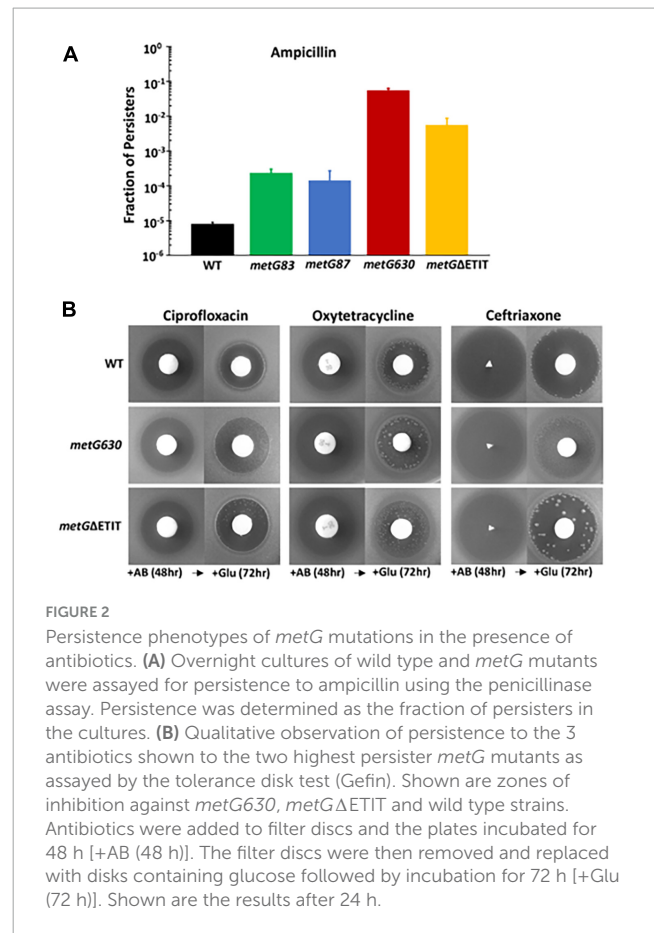 A
Ampicillin
Fraction of Persisters
10⁰
10⁻¹
10⁻²
10⁻³
10⁻⁴
10⁻⁵
10⁻⁶
WT metG83 metG87 metG630 metGΔETIT
B
Ciprofloxacin Oxytetracycline Ceftriaxone
WT
metG630
metGΔETIT
+AB (48hr) → +Glu (72hr) +AB (48hr) → +Glu (72hr) +AB (48hr) → +Glu (72hr)
FIGURE 2
Persistence phenotypes of metG mutations in the presence of
antibiotics. (A) Overnight cultures of wild type and metG mutants
were assayed for persistence to ampicillin using the penicillinase
assay. Persistence was determined as the fraction of persisters in
the cultures. (B) Qualitative observation of persistence to the 3
antibiotics shown to the two highest persister metG mutants as
assayed by the tolerance disk test (Gefin). Shown are zones of
inhibition against metG630, metGΔETIT and wild type strains.
Antibiotics were added to filter discs and the plates incubated for
48 h [+AB (48 h)]. The filter discs were then removed and replaced
with disks containing glucose followed by incubation for 72 h [+Glu
(72 h)]. Shown are the results after 24 h.